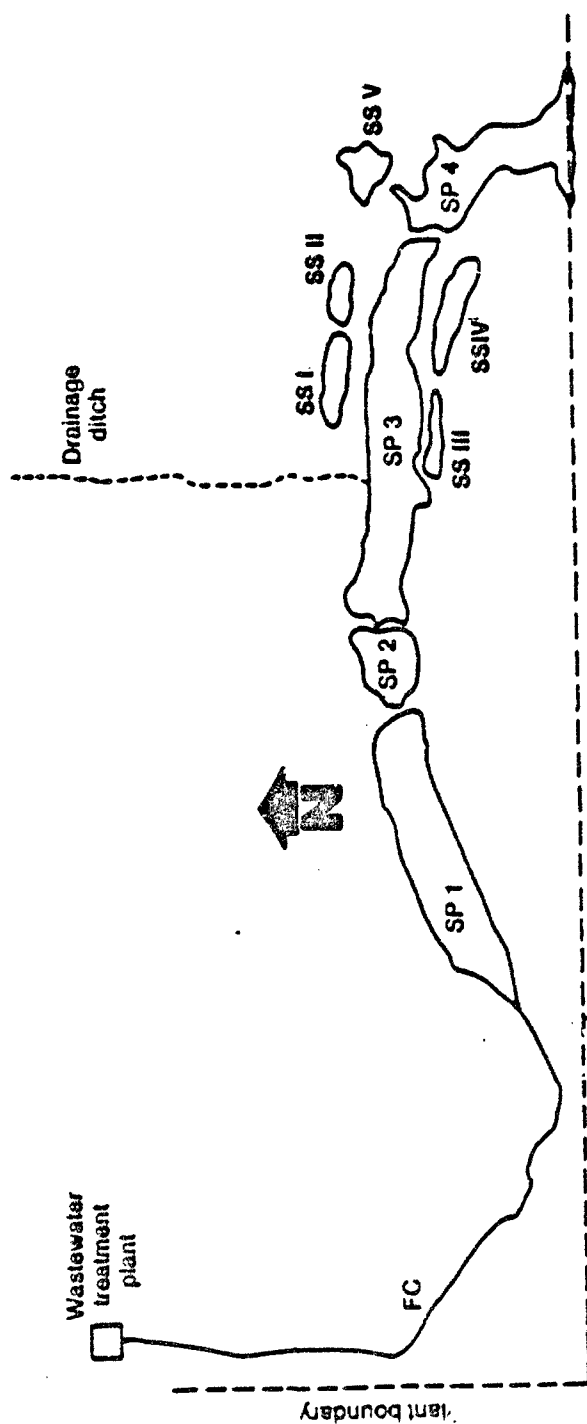 Wastewater
treatment
plant
FC
SP 1
SP 2
N
Drainage
ditch
SP 3
SS I
SS II
SS III
SSIV
SS V
SP 4
lant boundary